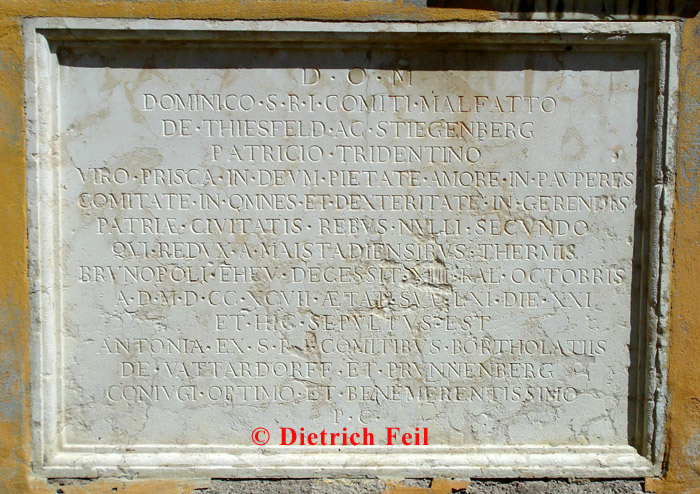 D·O·M
DOMINICO·S·R·I·COMITI·MALFATTO
DE·THIESFELD·AC·STIEGENBERG
PATRICIO·TRIDENTINO
VIRO·PRISCA·IN·DEVM·PIETATE·AMORE·IN·PAVPERES
COMITATE·IN·OMNES·ET·DEXTERITATE·IN·GERENDIS
PATRIÆ·CIVITATIS·REBVS·NVLLI·SECVNDO
QVI·REDVX·A·MAISTADIENSIBVS·THERMIS
BRVNOPOLI·EHEV·DECESSIT·XIII·KAL·OCTOBRIS
A·D·M·D·CC·XCVII·ÆTAT·SVÆ·LXI·DIE·XXI
ET·HIC·SEPVLTVS·EST
ANTONIA·EX·S·R·I·COMITIBVS·BORTHOLATIIS
DE·VATTARDORFF·ET·PRVNNENBERG
CONIVGI·OPTIMO·ET·BENEMERENTISSIMO
P·C·
© Dietrich Feil